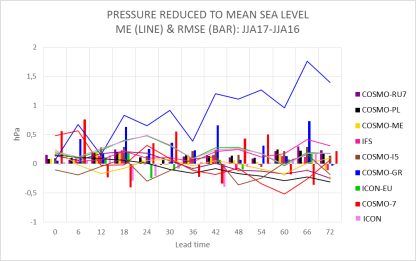 PRESSURE REDUCED TO MEAN SEA LEVEL
ME (LINE) & RMSE (BAR): JJA17-JJA16
2
1,5
1
0,5
0
-0,5
-1
hPa
0 6 12 18 24 30 36 42 48 54 60 66 72
Lead time
COSMO-RU7
COSMO-PL
COSMO-ME
IFS
COSMO-I5
COSMO-GR
ICON-EU
COSMO-7
ICON